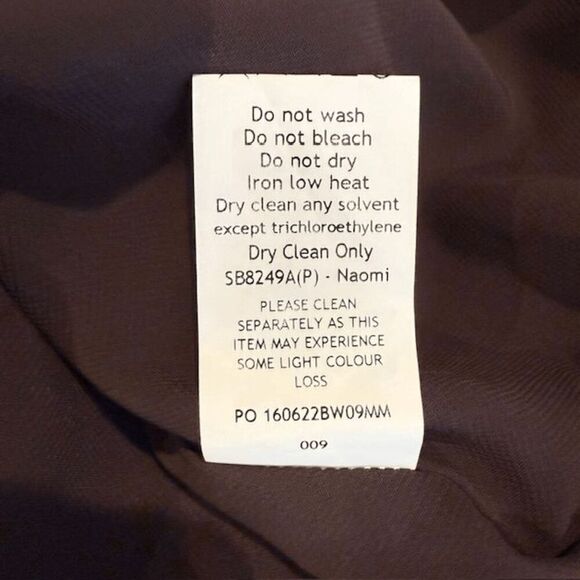 Do not wash
Do not bleach
Do not dry
Iron low heat
Dry clean any solvent
except trichloroethylene
Dry Clean Only
SB8249A(P) - Naomi
PLEASE CLEAN
SEPARATELY AS THIS
ITEM MAY EXPERIENCE
SOME LIGHT COLOUR
LOSS
PO 160622BW09MM
009